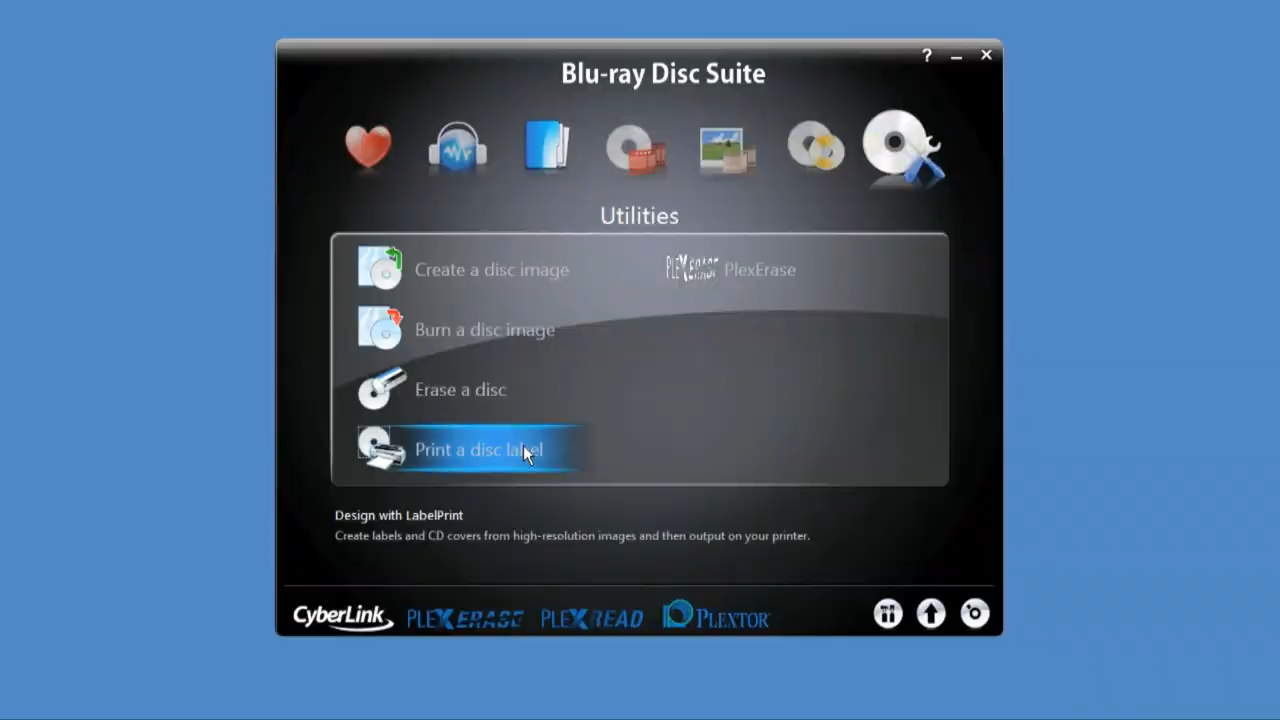 ?
Blu-ray Disc Suite
Utilities
Create a disc image
PLEXERASE PlexErase
Burn a disc image
Erase a disc
Print a disc label
Design with LabelPrint
Create labels and CD covers from high-resolution images and then output on your printer.
CyberLink PLEXERASE PLEXREAD PLEXTOR